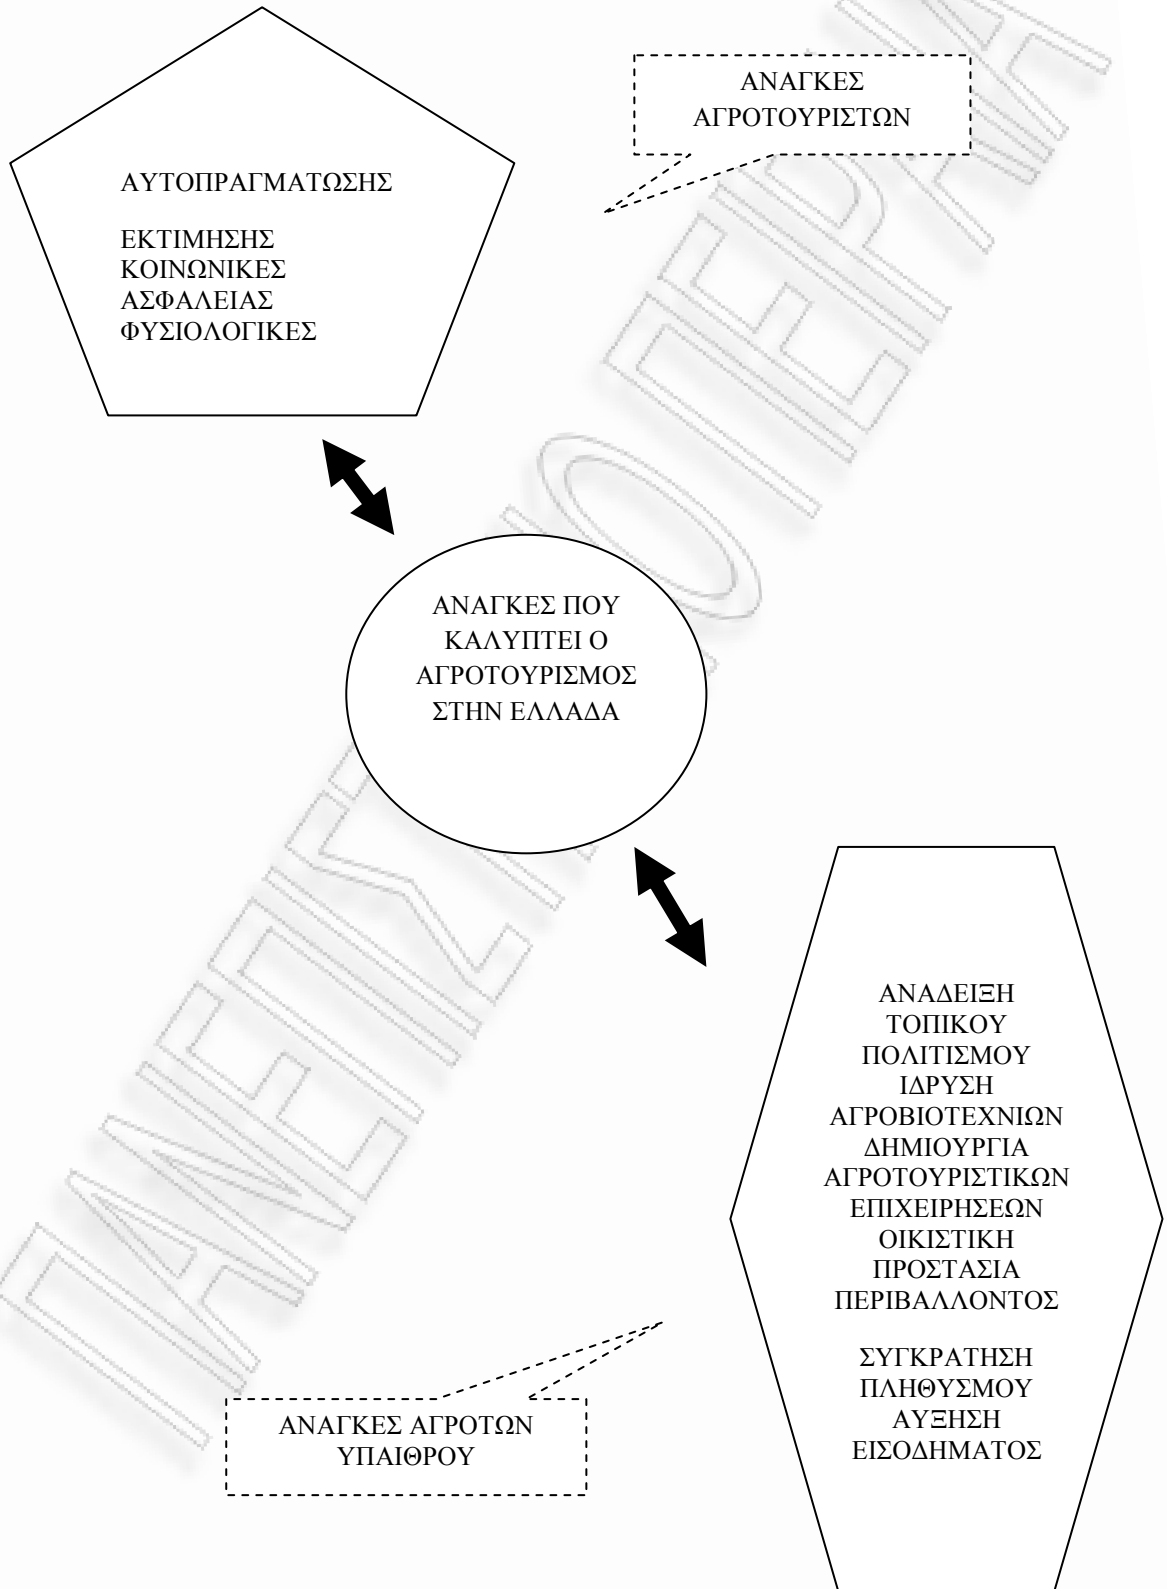 ΑΝΑΓΚΕΣ
ΑΓΡΟΤΟΥΡΙΣΤΩΝ
ΑΥΤΟΠΡΑΓΜΑΤΩΣΗΣ
ΕΚΤΙΜΗΣΗΣ
ΚΟΙΝΩΝΙΚΕΣ
ΑΣΦΑΛΕΙΑΣ
ΦΥΣΙΟΛΟΓΙΚΕΣ
ΑΝΑΓΚΕΣ ΠΟΥ
ΚΑΛΥΠΤΕΙ Ο
ΑΓΡΟΤΟΥΡΙΣΜΟΣ
ΣΤΗΝ ΕΛΛΑΔΑ
ΑΝΑΔΕΙΞΗ
ΤΟΠΙΚΟΥ
ΠΟΛΙΤΙΣΜΟΥ
ΙΔΡΥΣΗ
ΑΓΡΟΒΙΟΤΕΧΝΙΩΝ
ΔΗΜΙΟΥΡΓΙΑ
ΑΓΡΟΤΟΥΡΙΣΤΙΚΩΝ
ΕΠΙΧΕΙΡΗΣΕΩΝ
ΟΙΚΙΣΤΙΚΗ
ΠΡΟΣΤΑΣΙΑ
ΠΕΡΙΒΑΛΛΟΝΤΟΣ
ΣΥΓΚΡΑΤΗΣΗ
ΠΛΗΘΥΣΜΟΥ
ΑΥΞΗΣΗ
ΕΙΣΟΔΗΜΑΤΟΣ
ΑΝΑΓΚΕΣ ΑΓΡΟΤΩΝ
ΥΠΑΙΘΡΟΥ